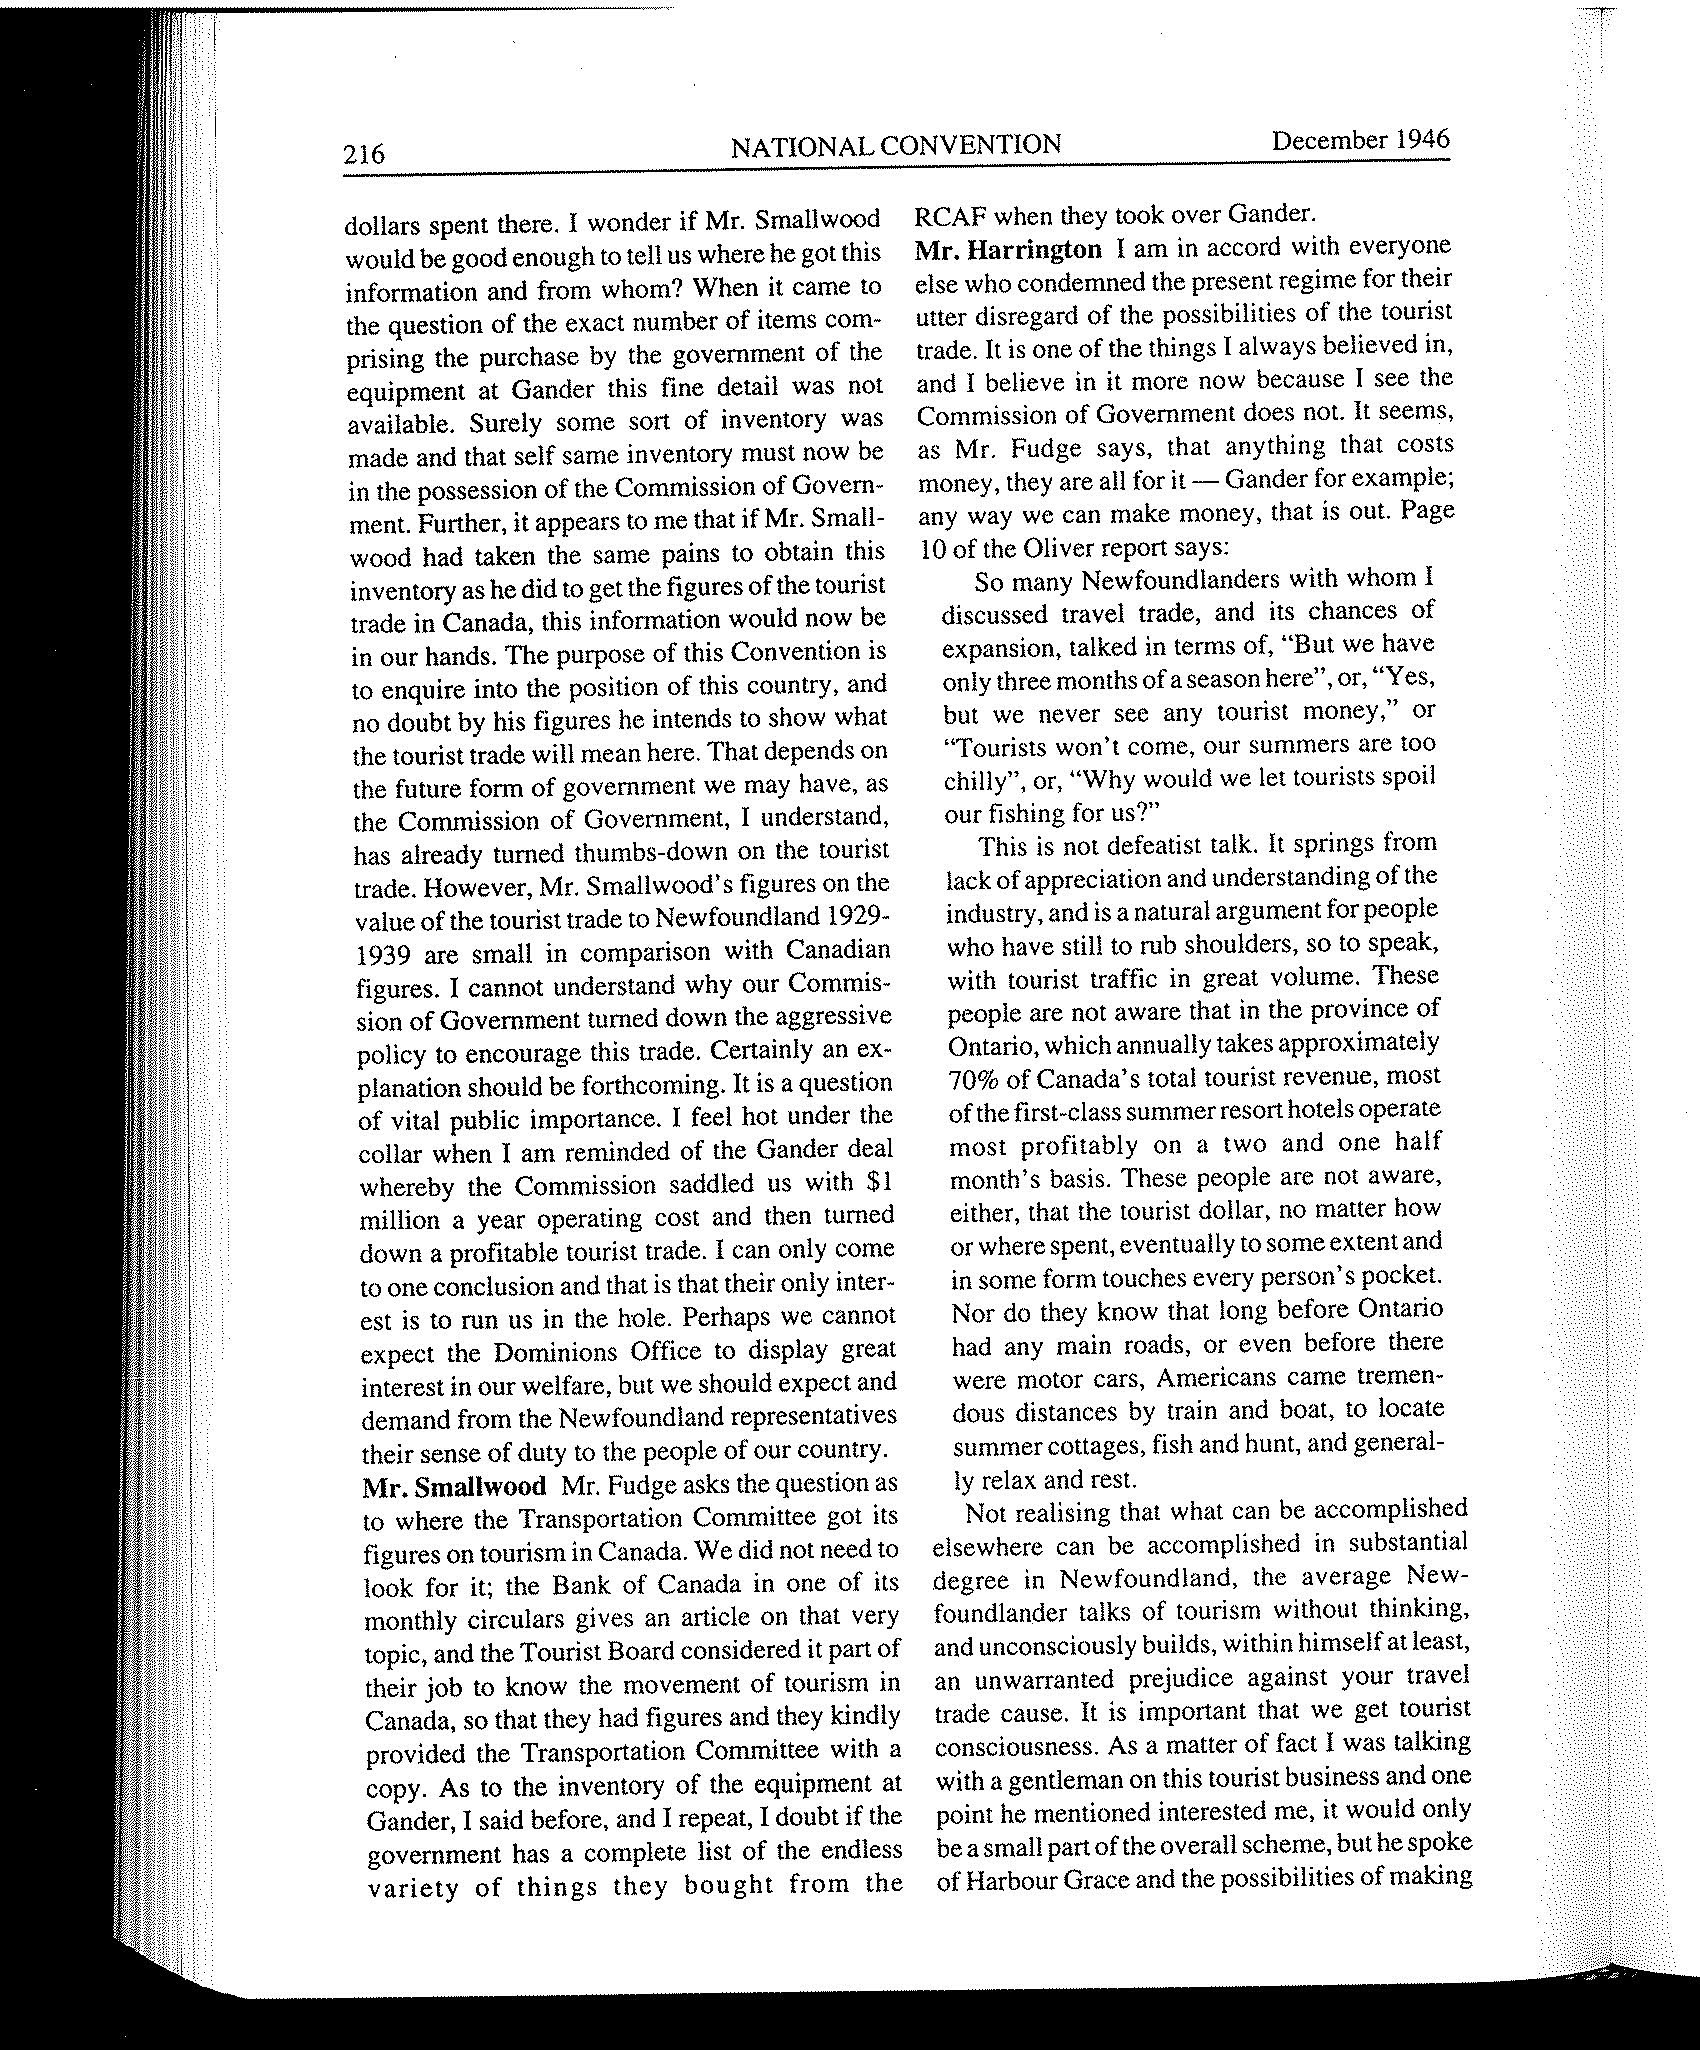 216
NATIONAL CONVENTION
December 1946
dollars spent there. I wonder if Mr. Smallwood
would be good enough to tell us where he got this
information and from whom? When it came to
the question of the exact number of items com-
prising the purchase by the government of the
equipment at Gander this fine detail was not
available. Surely some sort of inventory was
made and that self same inventory must now be
in the possession of the Commission of Govern-
ment. Further, it appears to me that if Mr. Small-
wood had taken the same pains to obtain this
inventory as he did to get the figures of the tourist
trade in Canada, this information would now be
in our hands. The purpose of this Convention is
to enquire into the position of this country, and
no doubt by his figures he intends to show what
the tourist trade will mean here. That depends on
the future form of government we may have, as
the Commission of Government, I understand,
has already turned thumbs-down on the tourist
trade. However, Mr. Smallwood's figures on the
value of the tourist trade to Newfoundland 1929-
1939 are small in comparison with Canadian
figures. I cannot understand why our Commis-
sion of Government turned down the aggressive
policy to encourage this trade. Certainly an ex-
planation should be forthcoming. It is a question
of vital public importance. I feel hot under the
collar when I am reminded of the Gander deal
whereby the Commission saddled us with $1
million a year operating cost and then turned
down a profitable tourist trade. I can only come
to one conclusion and that is that their only inter-
est is to run us in the hole. Perhaps we cannot
expect the Dominions Office to display great
interest in our welfare, but we should expect and
demand from the Newfoundland representatives
their sense of duty to the people of our country.
Mr. Smallwood Mr. Fudge asks the question as
to where the Transportation Committee got its
figures on tourism in Canada. We did not need to
look for it; the Bank of Canada in one of its
monthly circulars gives an article on that very
topic, and the Tourist Board considered it part of
their job to know the movement of tourism in
Canada, so that they had figures and they kindly
provided the Transportation Committee with a
copy. As to the inventory of the equipment at
Gander, I said before, and I repeat, I doubt if the
government has a complete list of the endless
variety of things they bought from the
RCAF when they took over Gander.
Mr. Harrington I am in accord with everyone
else who condemned the present regime for their
utter disregard of the possibilities of the tourist
trade. It is one of the things I always believed in,
and I believe in it more now because I see the
Commission of Government does not. It seems,
as Mr. Fudge says, that anything that costs
money, they are all for it — Gander for example;
any way we can make money, that is out. Page
10 of the Oliver report says:
So many Newfoundlanders with whom I
discussed travel trade, and its chances of
expansion, talked in terms of, “But we have
only three months of a season here”, or, “Yes,
but we never see any tourist money,” or
“Tourists won't come, our summers are too
chilly”, or, “Why would we let tourists spoil
our fishing for us?”
This is not defeatist talk. It springs from
lack of appreciation and understanding of the
industry, and is a natural argument for people
who have still to rub shoulders, so to speak,
with tourist traffic in great volume. These
people are not aware that in the province of
Ontario, which annually takes approximately
70% of Canada's total tourist revenue, most
of the first-class summer resort hotels operate
most profitably on a two and one half
month's basis. These people are not aware,
either, that the tourist dollar, no matter how
or where spent, eventually to some extent and
in some form touches every person's pocket.
Nor do they know that long before Ontario
had any main roads, or even before there
were motor cars, Americans came tremen-
dous distances by train and boat, to locate
summer cottages, fish and hunt, and general-
ly relax and rest.
Not realising that what can be accomplished
elsewhere can be accomplished in substantial
degree in Newfoundland, the average New-
foundlander talks of tourism without thinking,
and unconsciously builds, within himself at least,
an unwarranted prejudice against your travel
trade cause. It is important that we get tourist
consciousness. As a matter of fact I was talking
with a gentleman on this tourist business and one
point he mentioned interested me, it would only
be a small part of the overall scheme, but he spoke
of Harbour Grace and the possibilities of making